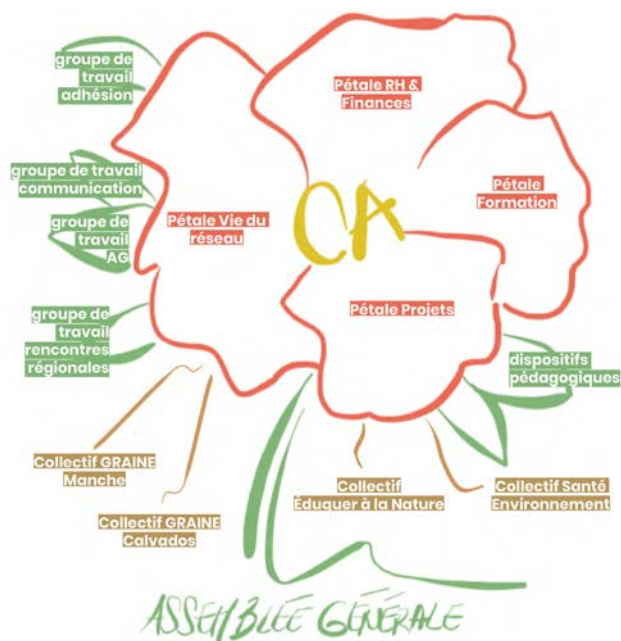 groupe de
travail
adhésion
Pétale RH &
Finances
groupe de travail
communication
Pétale
Formation
groupe de
travail
AG
Pétale Vie du
réseau
CA
Pétale Projets
groupe de
travail
rencontres
régionales
dispositifs
pédagogiques
Collectif GRAINE
Manche
Collectif
Éduquer à la Nature
Collectif Santé
Environnement
Collectif GRAINE
Calvados
ASSEMBLÉE GÉNÉRALE